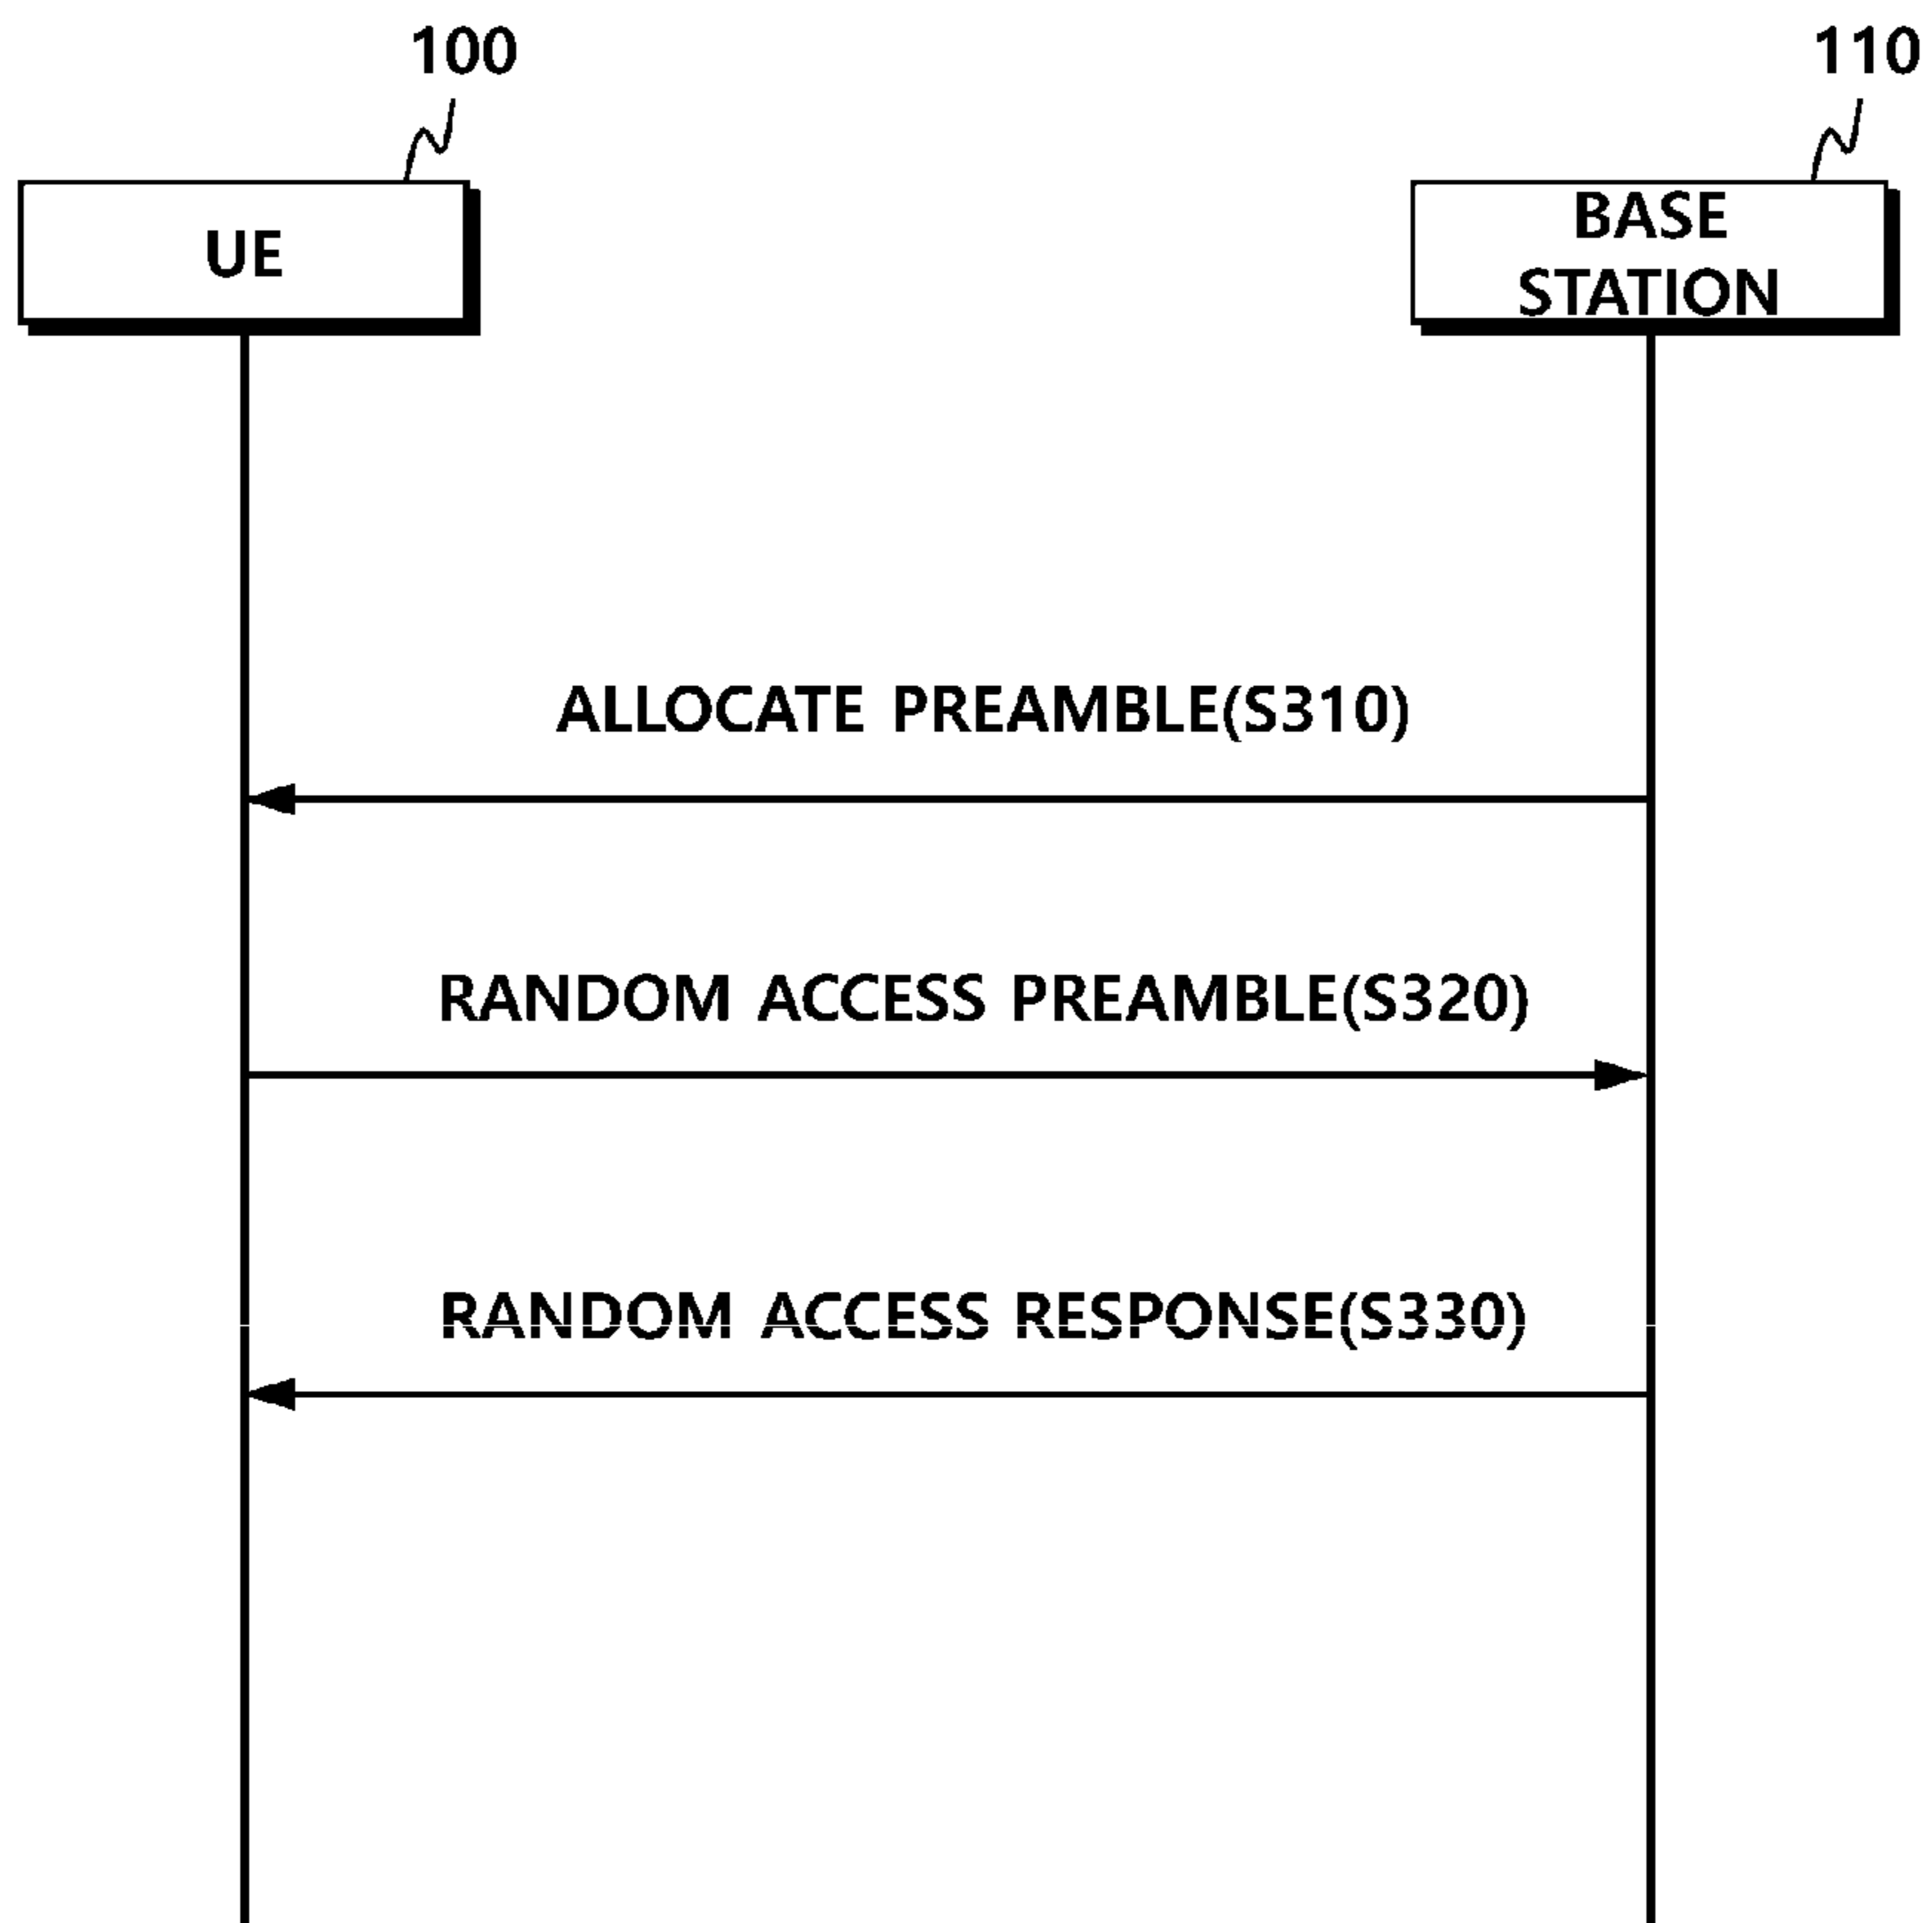 100
110
UE
BASE
STATION
ALLOCATE PREAMBLE(S310)
RANDOM ACCESS PREAMBLE(S320)
RANDOM ACCESS RESPONSE(S330)